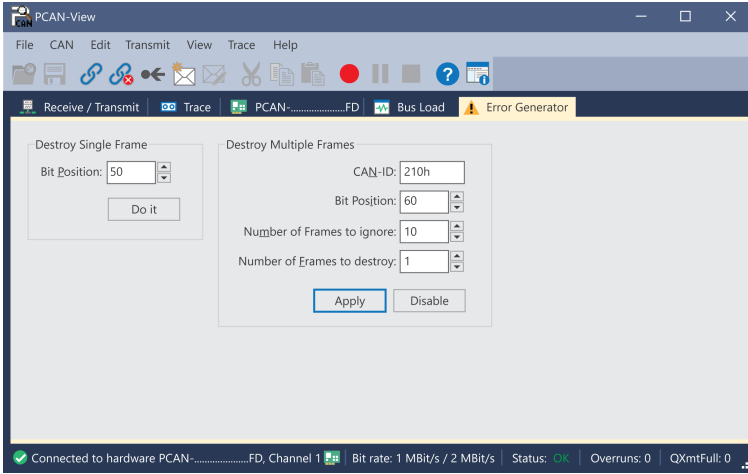 CAN
PCAN-View
File CAN Edit Transmit View Trace Help
Receive / Transmit Trace PCAN-......................FD Bus Load Error Generator
Destroy Single Frame
Bit Position: 50
Do it
Destroy Multiple Frames
CAN-ID: 210h
Bit Position: 60
Number of Frames to ignore: 10
Number of Frames to destroy: 1
Apply Disable
Connected to hardware PCAN-......................FD, Channel 1 Bit rate: 1 MBit/s / 2 MBit/s Status: OK Overruns: 0 QXmtFull: 0